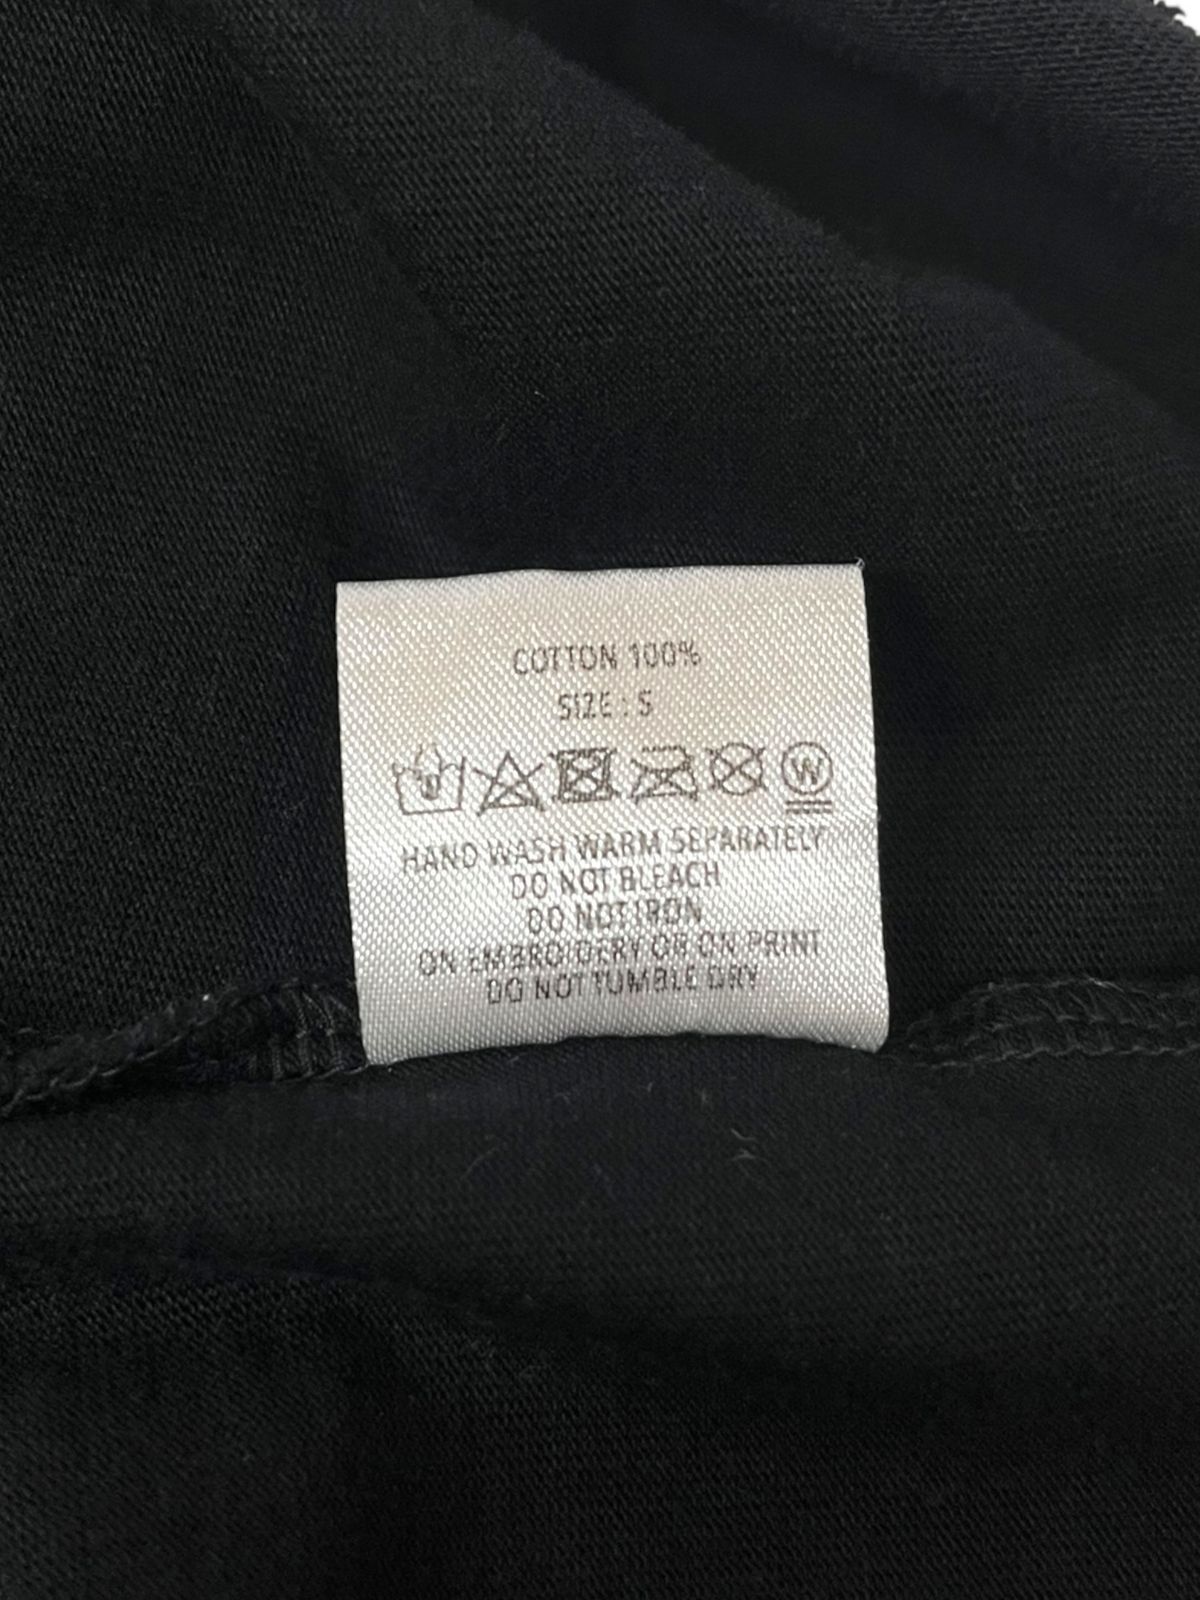 COTTON 100%
SIZE : S
W
HAND WASH WARM SEPARATELY
DO NOT BLEACH
DO NOT IRON
ON EMBROIDERY OR ON PRINT
DO NOT TUMBLE DRY